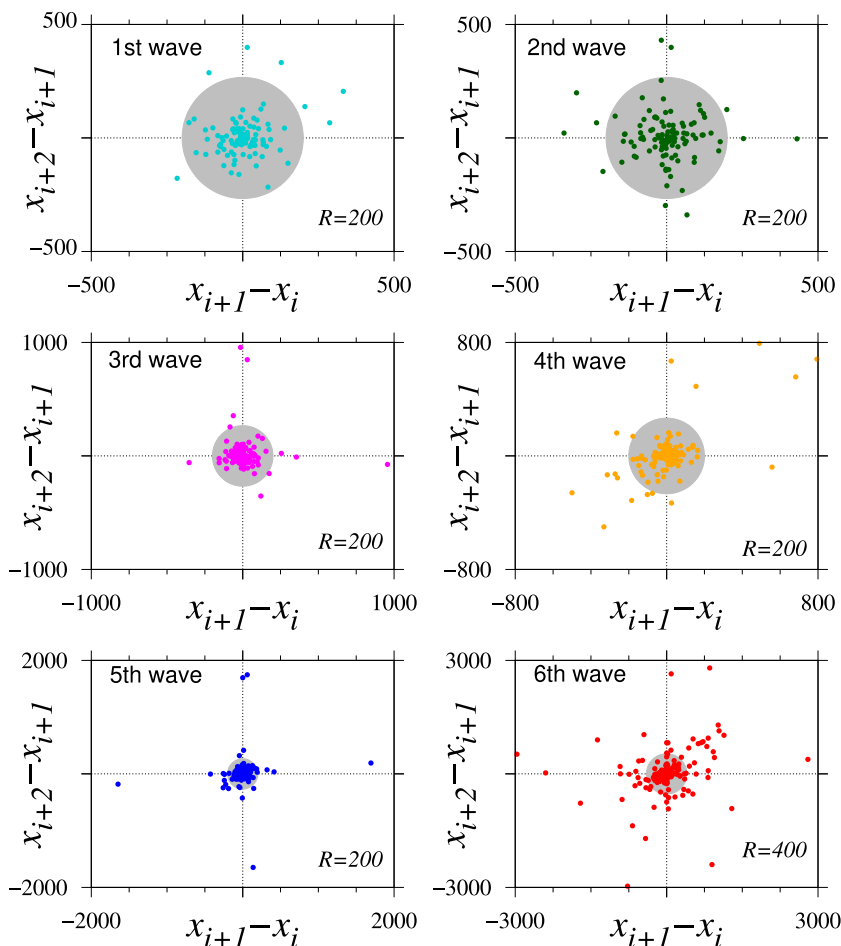 500
1st wave
x_{i+2}−x_{i+1}
R=200
−500
−500
500
x_{i+1}−x_i
500
2nd wave
x_{i+2}−x_{i+1}
R=200
−500
−500
500
x_{i+1}−x_i
1000
3rd wave
x_{i+2}−x_{i+1}
R=200
−1000
−1000
1000
x_{i+1}−x_i
800
4th wave
x_{i+2}−x_{i+1}
R=200
−800
−800
800
x_{i+1}−x_i
2000
5th wave
x_{i+2}−x_{i+1}
R=200
−2000
−2000
2000
x_{i+1}−x_i
3000
6th wave
x_{i+2}−x_{i+1}
R=400
−3000
−3000
3000
x_{i+1}−x_i